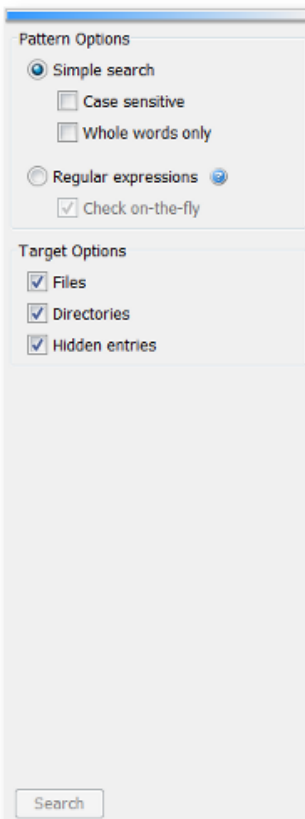 Pattern Options
Simple search
Case sensitive
Whole words only
Regular expressions
Check on-the-fly
Target Options
Files
Directories
Hidden entries
Search